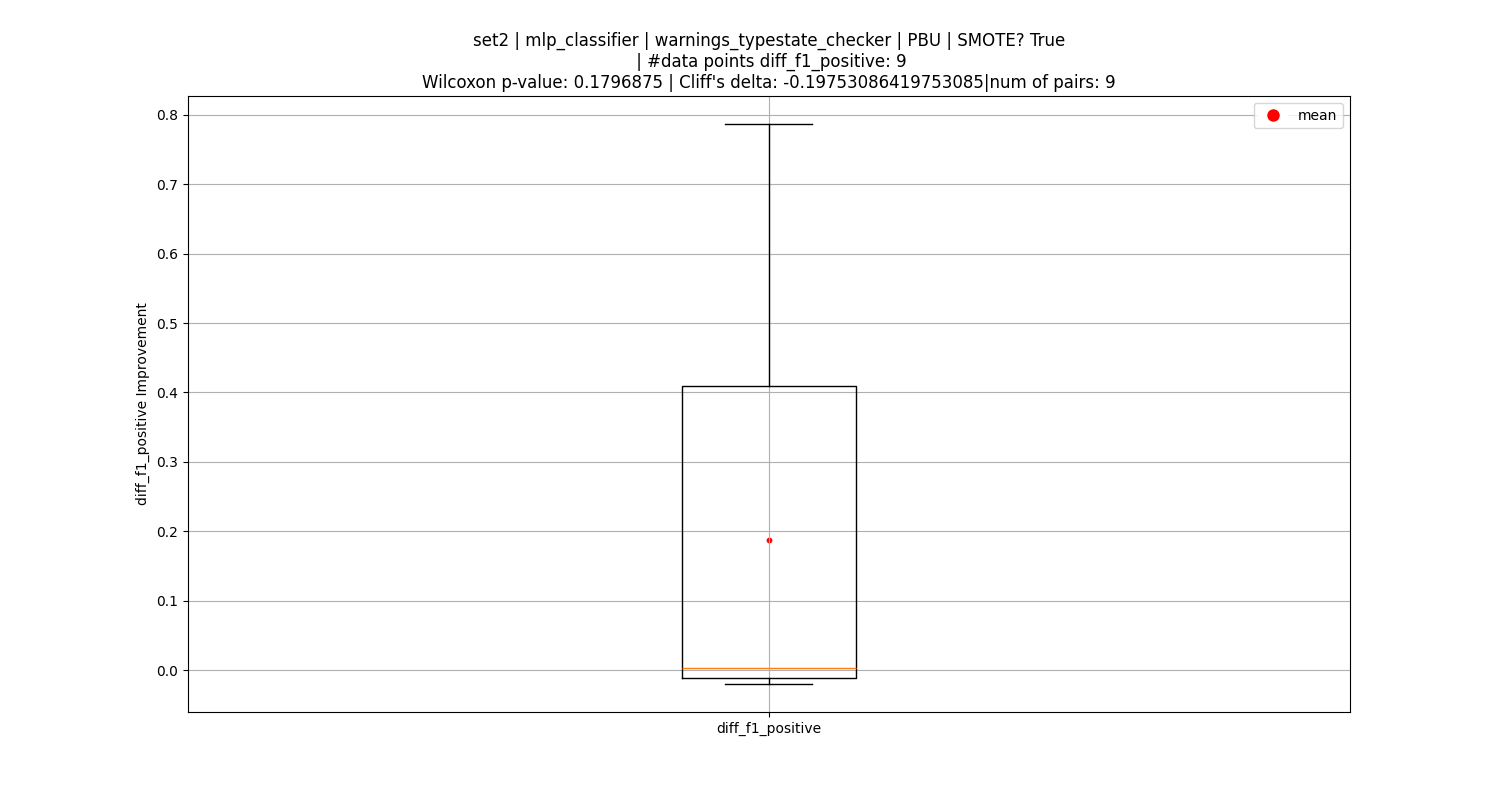 set2 | mlp_classifier | warnings_typestate_checker | PBU | SMOTE? True
| #data points diff_f1_positive: 9
Wilcoxon p-value: 0.1796875 | Cliff's delta: -0.19753086419753085|num of pairs: 9
mean
0.8
0.7
0.6
0.5
0.4
0.3
0.2
0.1
0.0
diff_f1_positive Improvement
diff_f1_positive